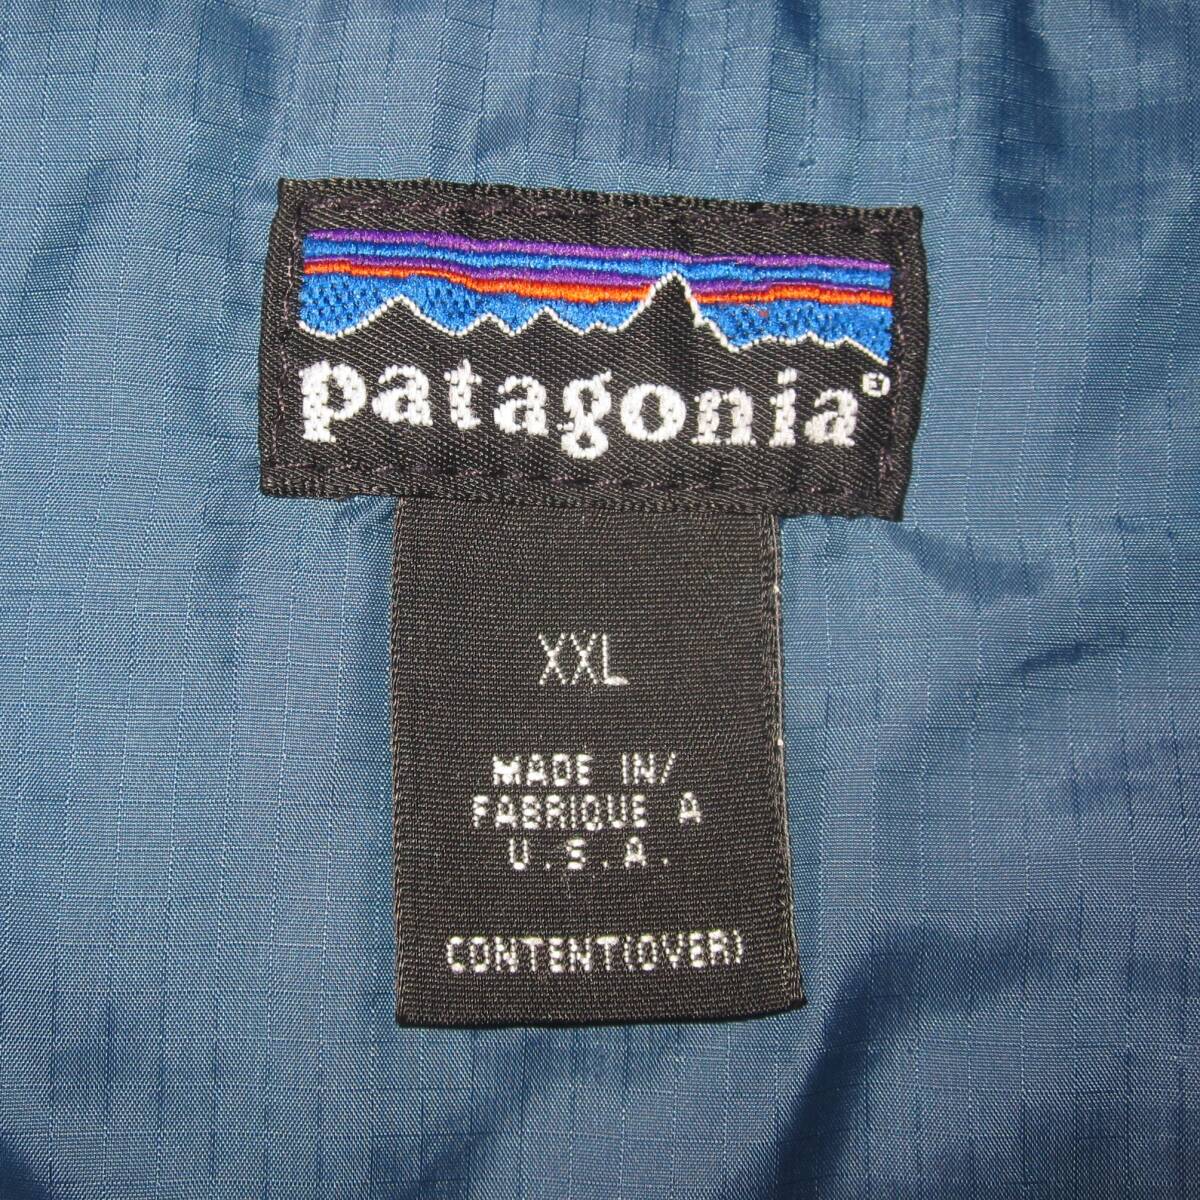 patagonia®
XXL
MADE IN/
FABRIQUE A
U.S.A.
CONTENT(OVER)